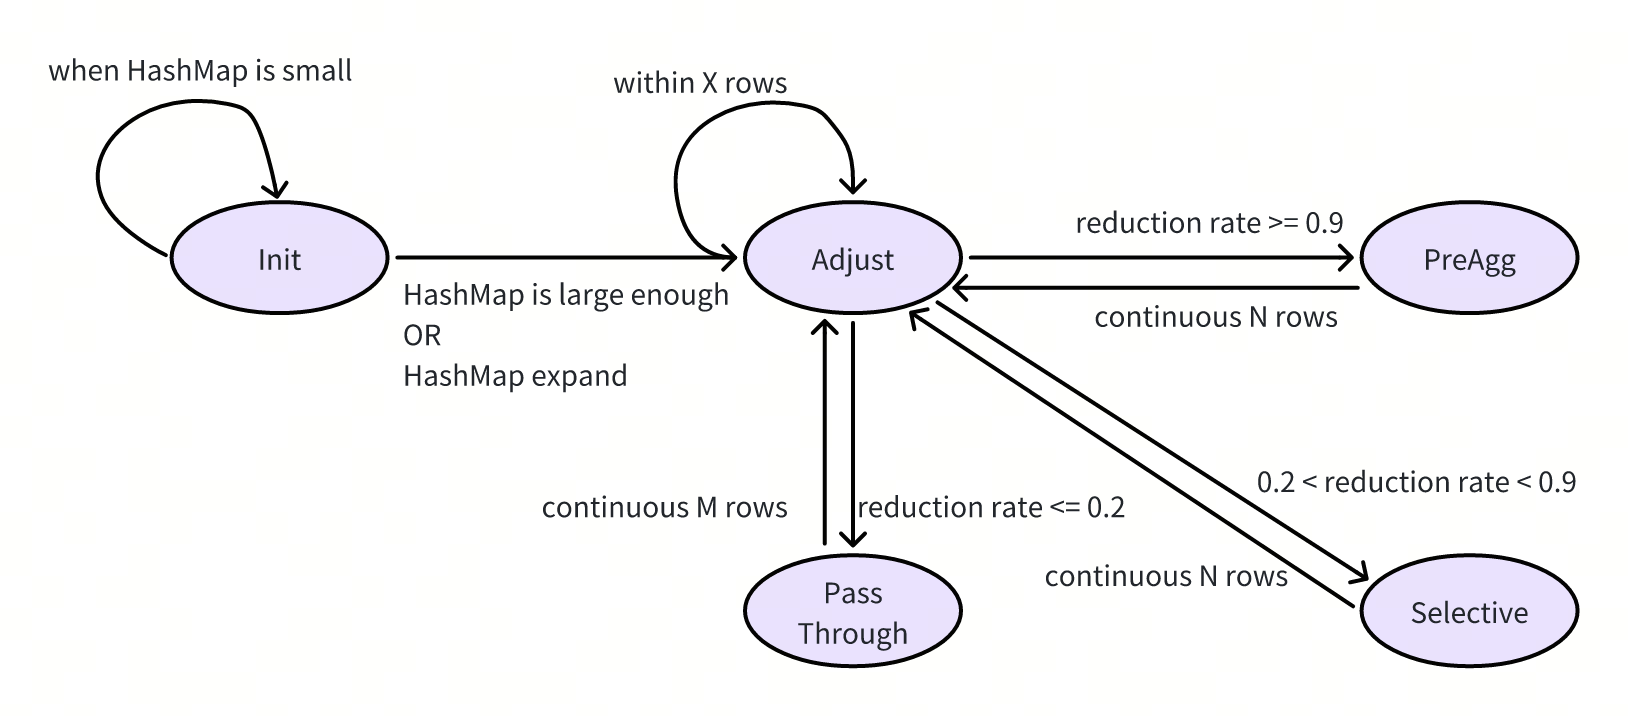 when HashMap is small
within X rows
Init
Adjust
PreAgg
reduction rate >= 0.9
continuous N rows
HashMap is large enough
OR
HashMap expand
continuous M rows
reduction rate <= 0.2
0.2 < reduction rate < 0.9
continuous N rows
Pass
Through
Selective